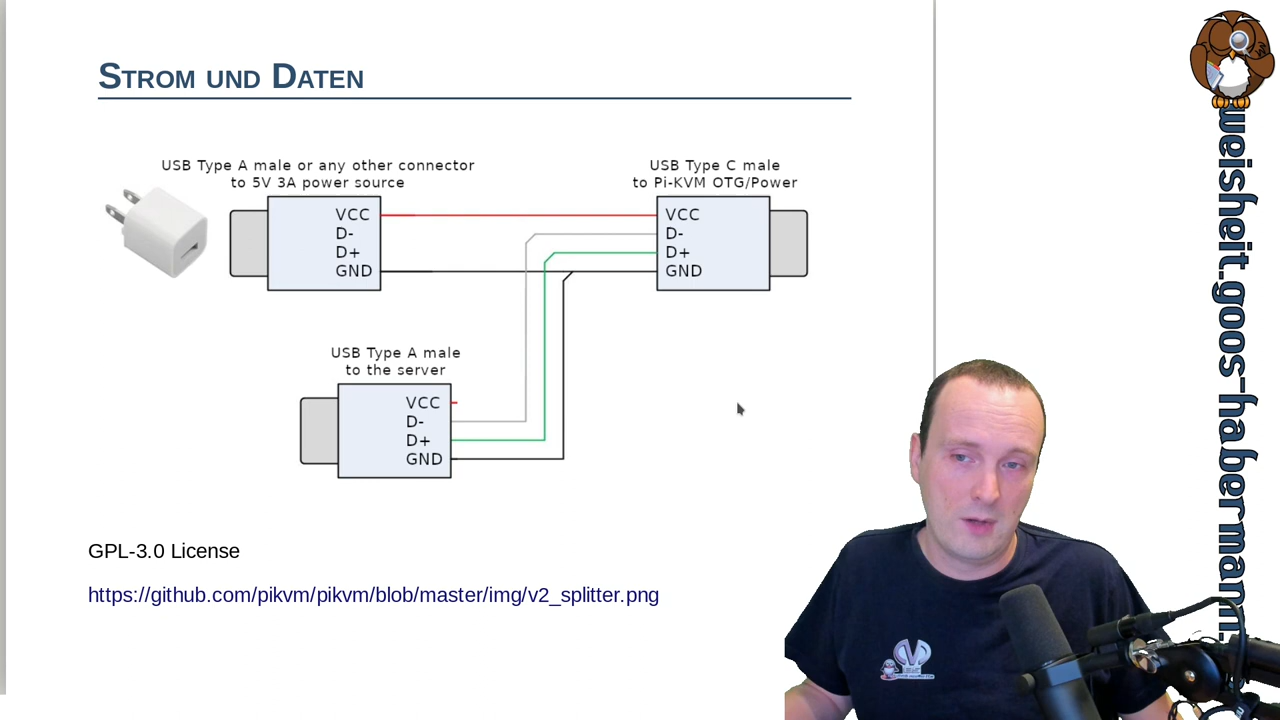 STROM UND DATEN
USB Type A male or any other connector
to 5V 3A power source
USB Type C male
to Pi-KVM OTG/Power
VCC
D-
D+
GND
VCC
D-
D+
GND
USB Type A male
to the server
VCC
D-
D+
GND
GPL-3.0 License
https://github.com/pikvm/pikvm/blob/master/img/v2_splitter.png
weisheit.goos-habermann.